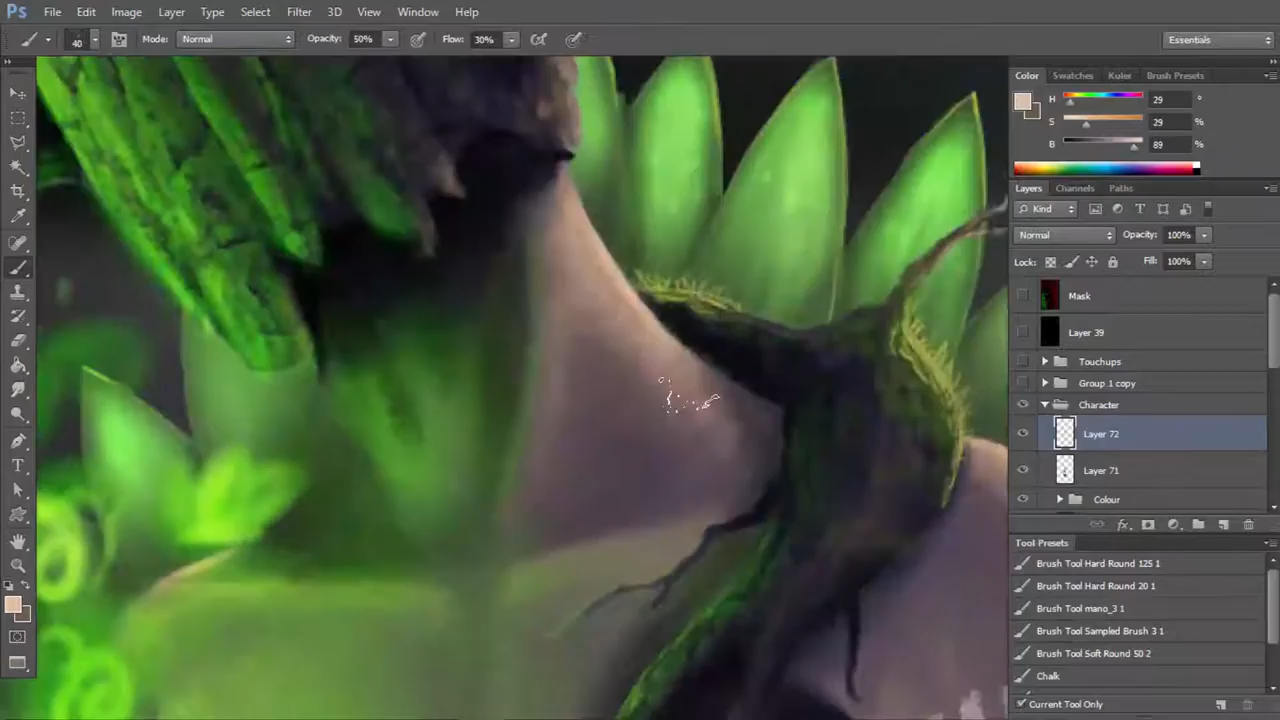 Ps File Edit Image Layer Type Select Filter 3D View Window Help
40 Mode: Normal Opacity: 50% Flow: 30% Essentials
Color Swatches Kuler Brush Presets
H 29 °
S 29 %
B 89 %
Layers Channels Paths
Kind
Normal Opacity: 100%
Lock: Fill: 100%
Mask
Layer 39
Touchups
Group 1 copy
Character
Layer 72
Layer 71
Colour
fx
Tool Presets
Brush Tool Hard Round 125 1
Brush Tool Hard Round 20 1
Brush Tool mano_3 1
Brush Tool Sampled Brush 3 1
Brush Tool Soft Round 50 2
Chalk
Current Tool Only